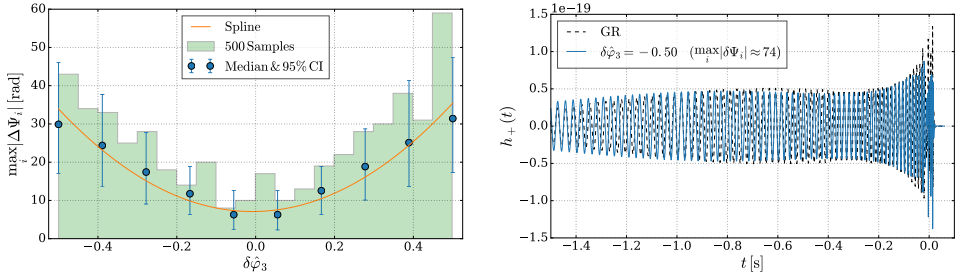 max_i |ΔΨ_i| [rad]
60
50
40
30
20
10
0
Spline
500 Samples
Median & 95% CI
−0.4 −0.2 0.0 0.2 0.4
δφ̂_3
1e−19
h_+(t)
1.5
1.0
0.5
0.0
−0.5
−1.0
−1.5
GR
δφ̂_3 = −0.50 (max_i |δΨ_i| ≈ 74)
−1.4 −1.2 −1.0 −0.8 −0.6 −0.4 −0.2 0.0
t [s]